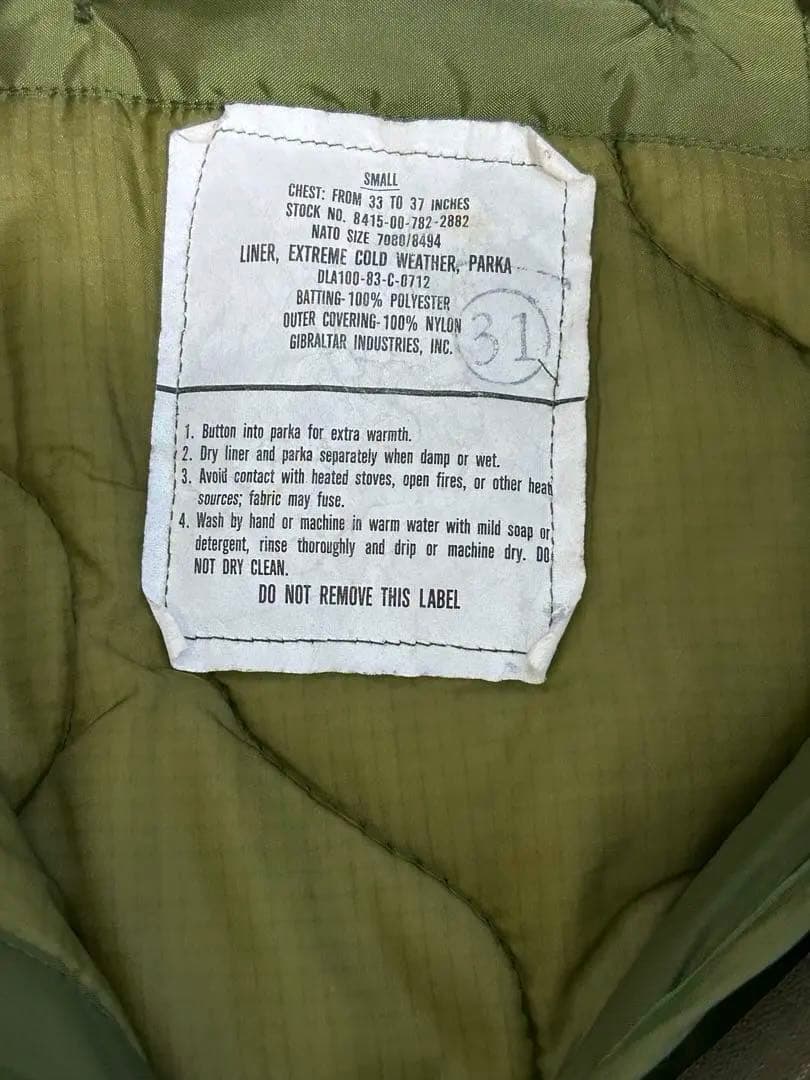 SMALL
CHEST: FROM 33 TO 37 INCHES
STOCK NO. 8415-00-782-2882
NATO SIZE 7080/8494
LINER, EXTREME COLD WEATHER, PARKA
DLA100-83-C-0712
BATTING-100% POLYESTER
OUTER COVERING-100% NYLON
GIBRALTAR INDUSTRIES, INC.
31
1. Button into parka for extra warmth.
2. Dry liner and parka separately when damp or wet.
3. Avoid contact with heated stoves, open fires, or other heat
sources; fabric may fuse.
4. Wash by hand or machine in warm water with mild soap or
detergent, rinse thoroughly and drip or machine dry. DO
NOT DRY CLEAN.
DO NOT REMOVE THIS LABEL